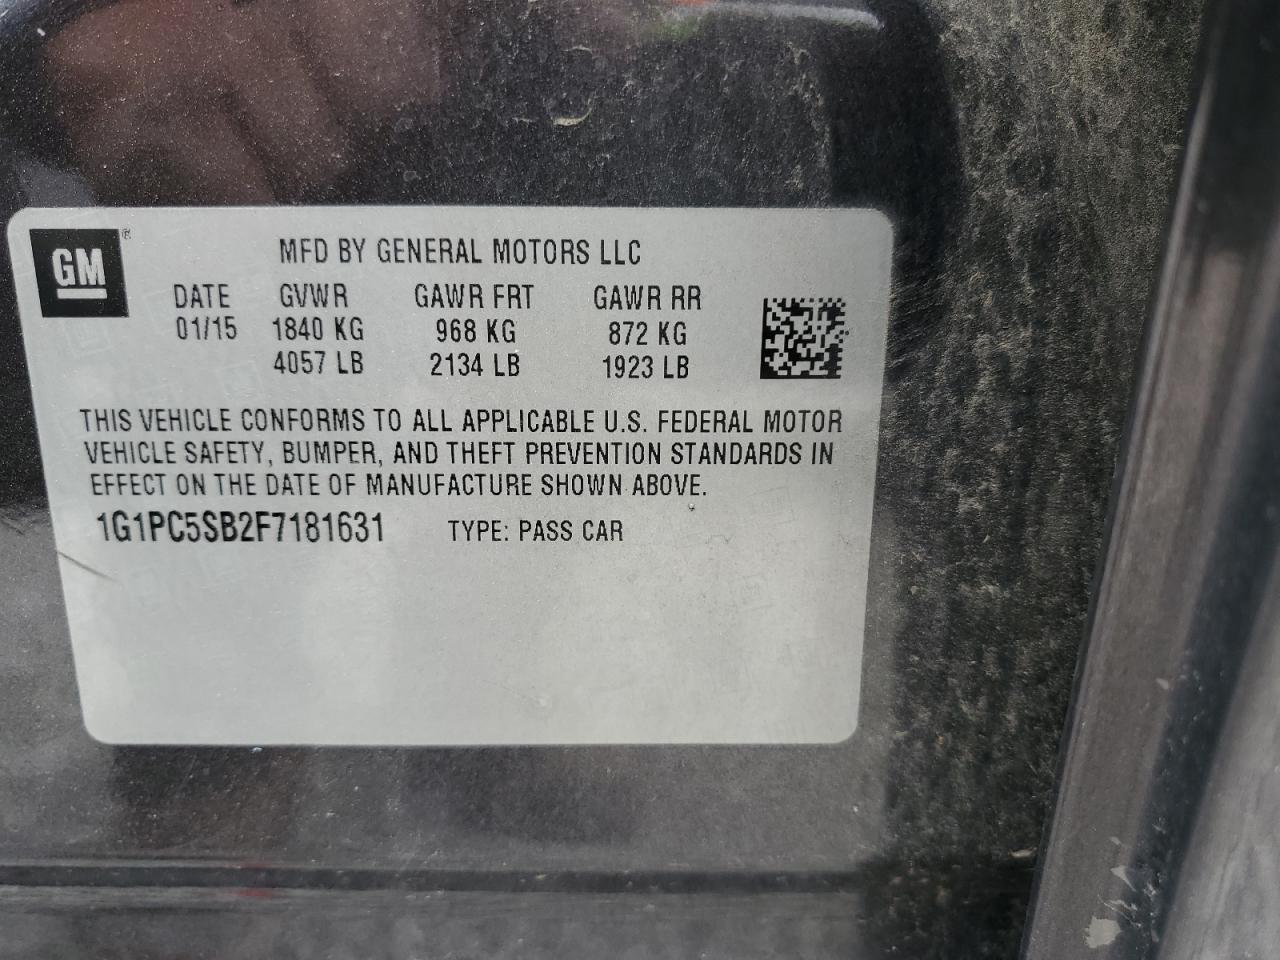 GM®
MFD BY GENERAL MOTORS LLC
DATE GVWR GAWR FRT GAWR RR
01/15 1840 KG 968 KG 872 KG
4057 LB 2134 LB 1923 LB
THIS VEHICLE CONFORMS TO ALL APPLICABLE U.S. FEDERAL MOTOR
VEHICLE SAFETY, BUMPER, AND THEFT PREVENTION STANDARDS IN
EFFECT ON THE DATE OF MANUFACTURE SHOWN ABOVE.
1G1PC5SB2F7181631 TYPE: PASS CAR